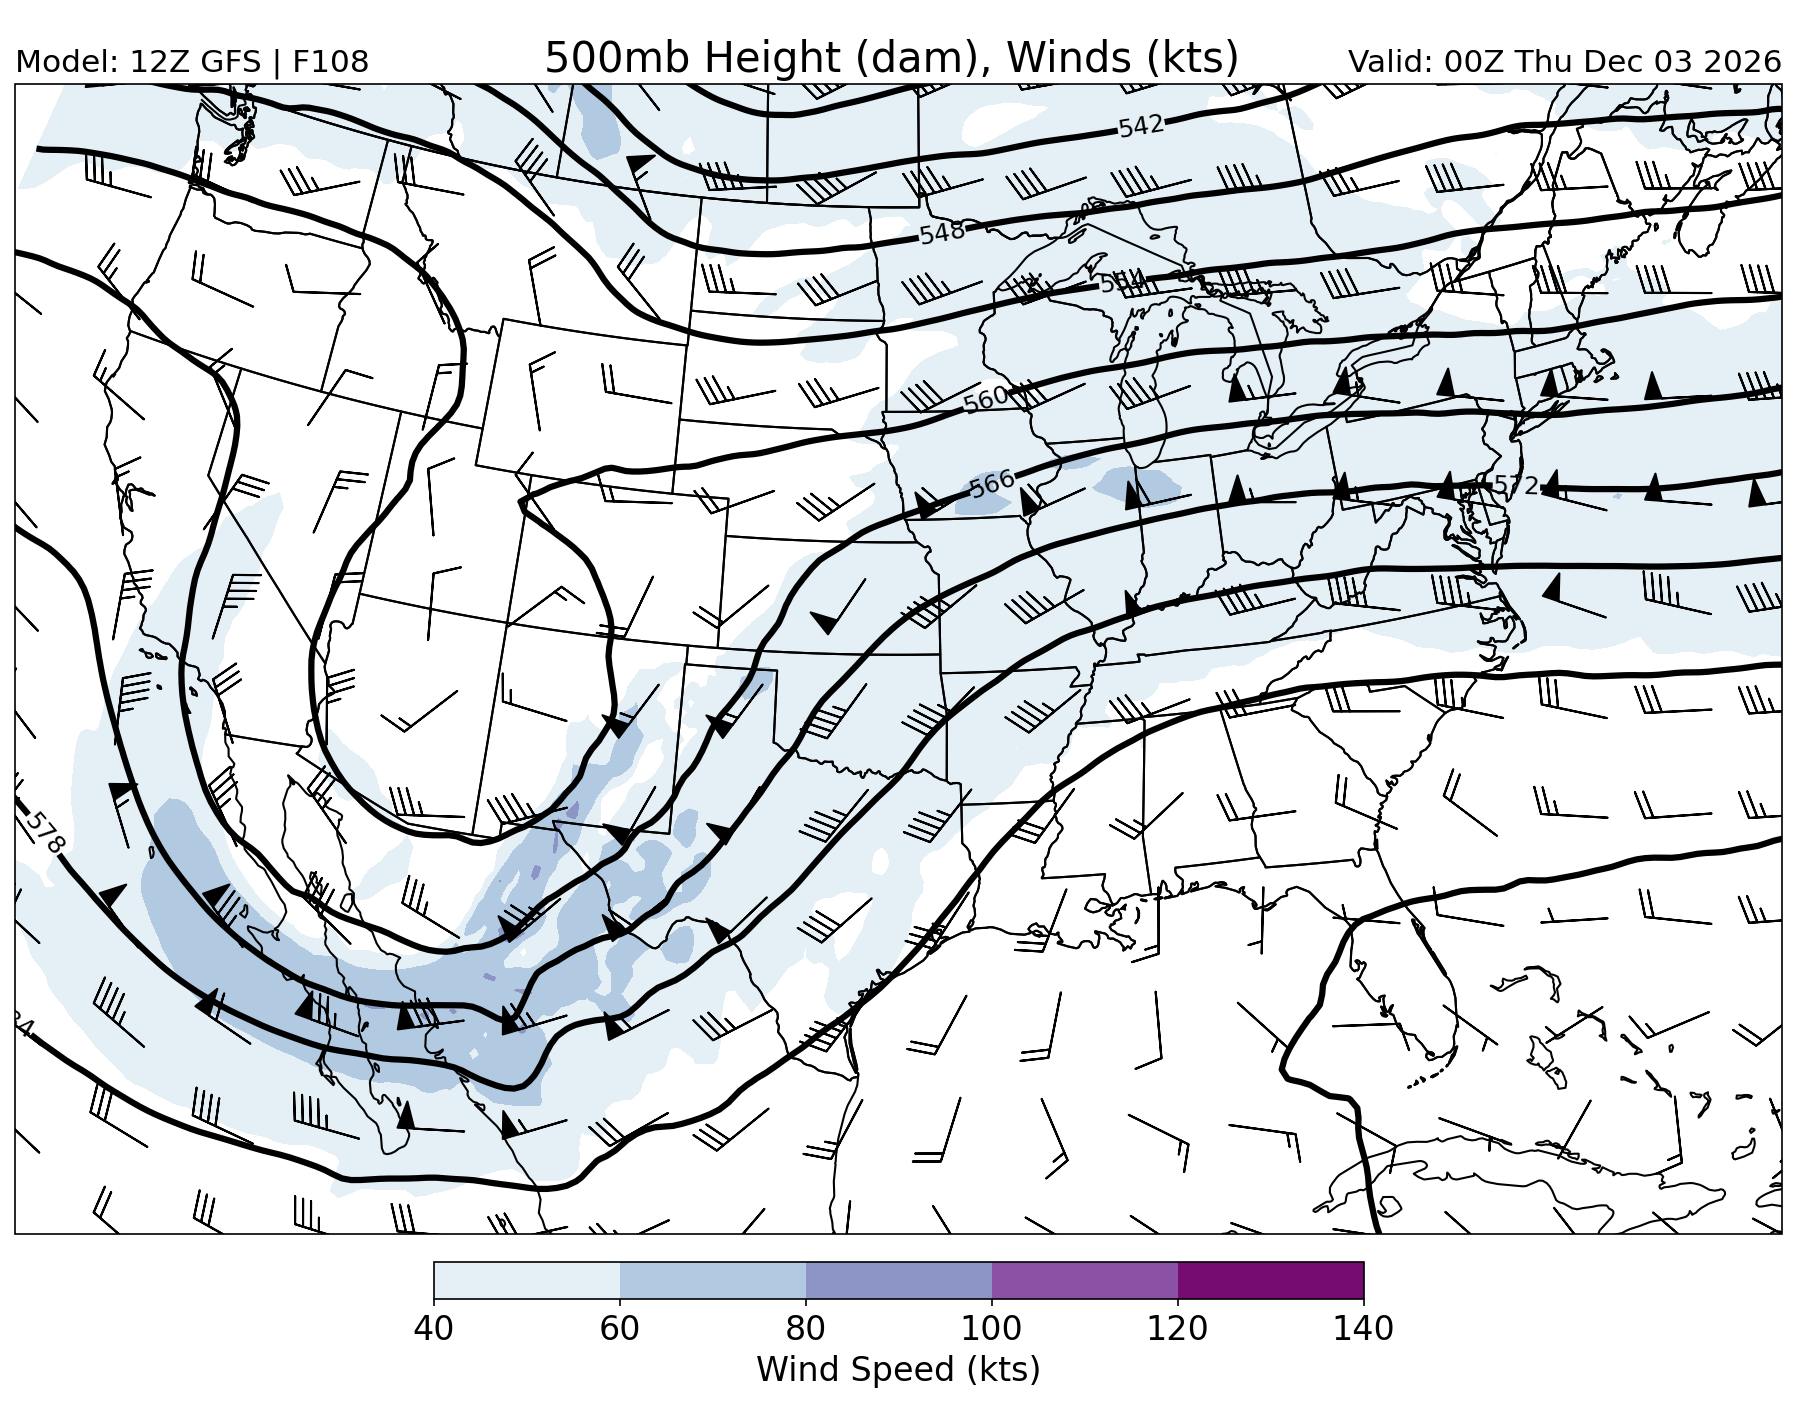 Model: 12Z GFS | F108
500mb Height (dam), Winds (kts)
Valid: 00Z Thu Dec 03 2026
542
548
554
560
566
572
578
40 60 80 100 120 140
Wind Speed (kts)